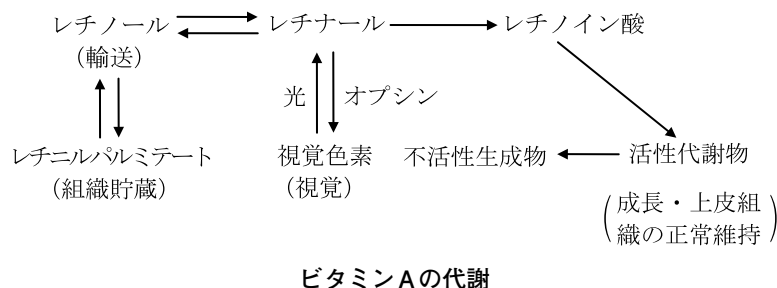 レチノール レチナール レチノイン酸
（輸送）
光 オプシン
レチニルパルミテート 視覚色素 不活性生成物 活性代謝物
（組織貯蔵） （視覚）
（成長・上皮組
織の正常維持）
ビタミンAの代謝